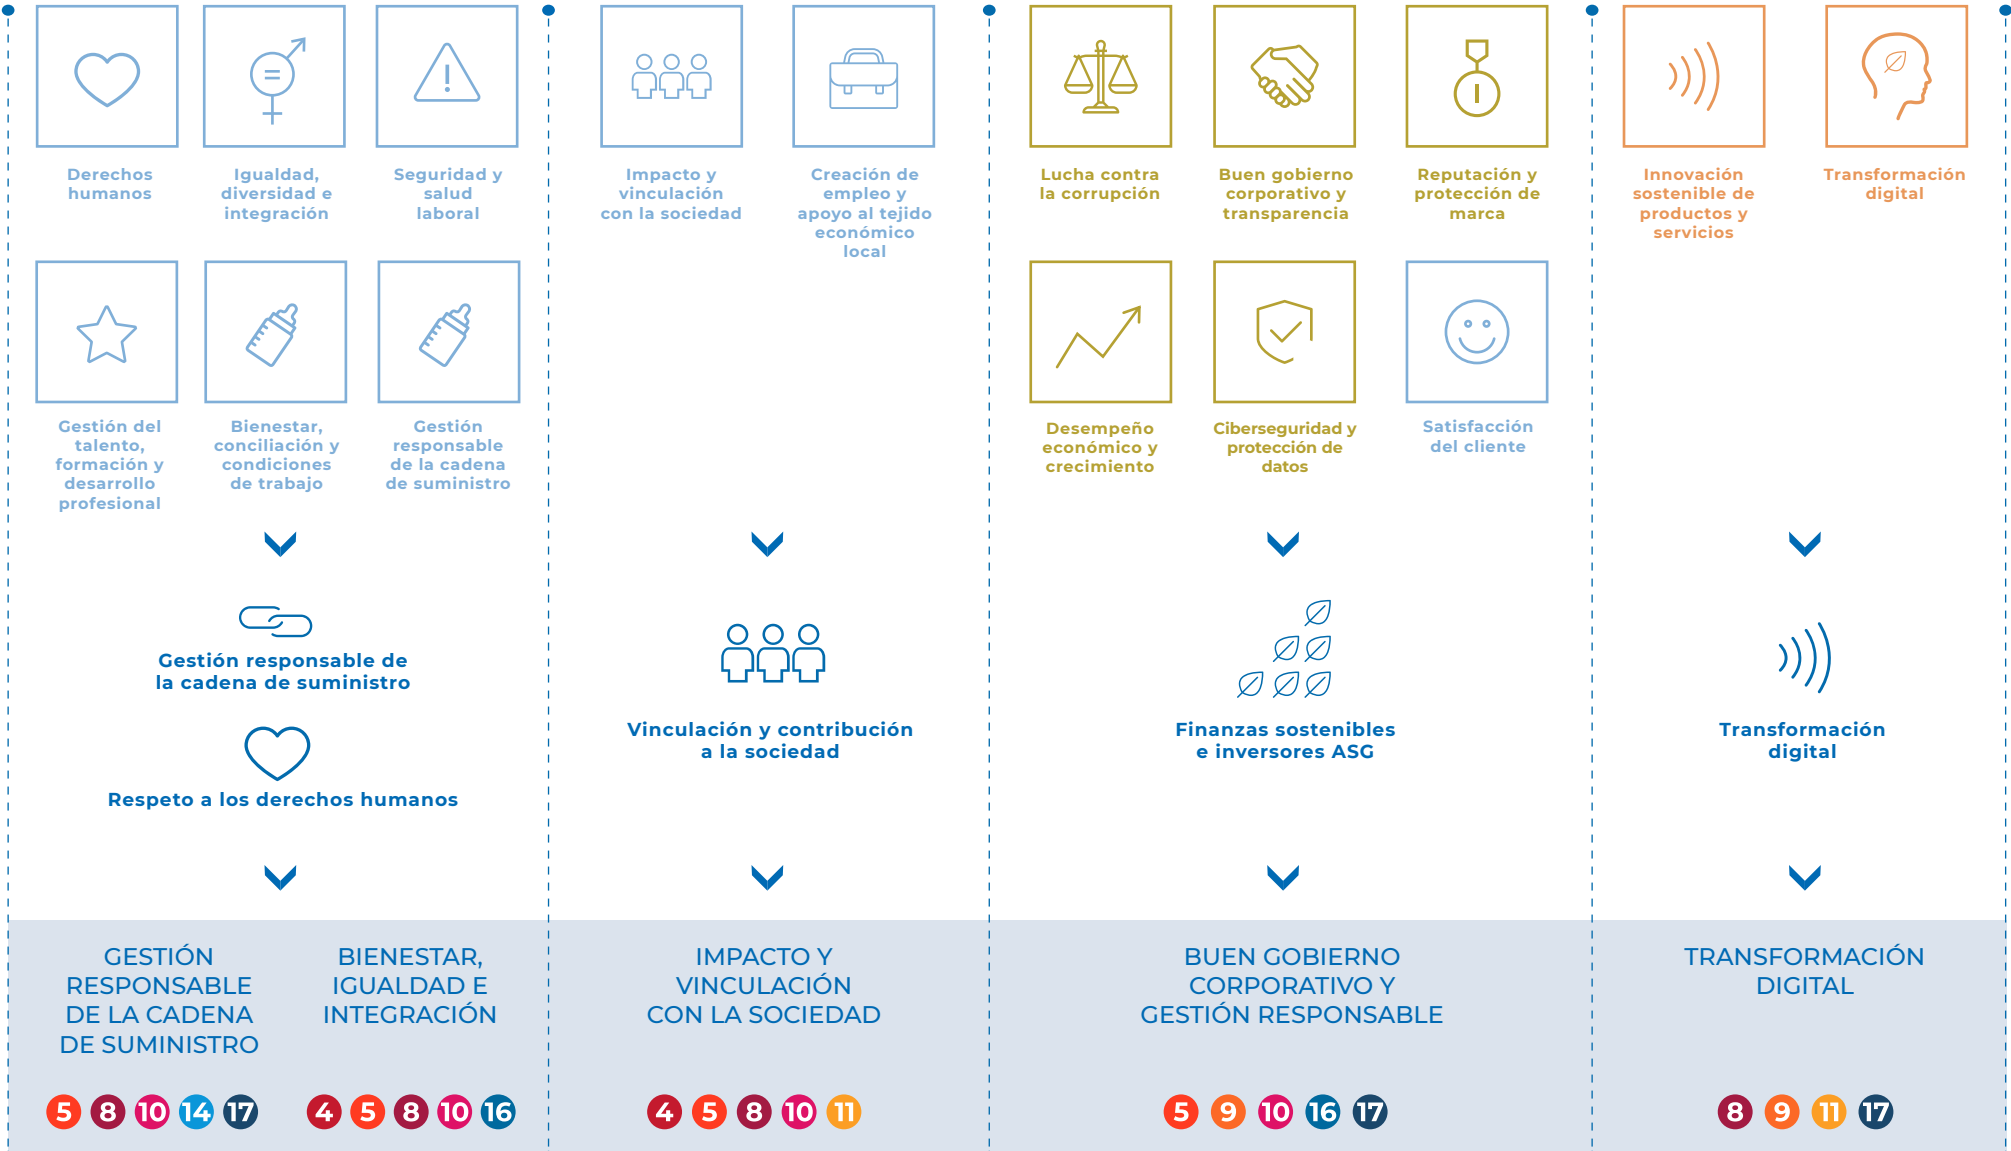 Derechos
humanos
Igualdad,
diversidad e
integración
Seguridad y
salud
laboral
Impacto y
vinculación
con la sociedad
Creación de
empleo y
apoyo al tejido
económico
local
Lucha contra
la corrupción
Buen gobierno
corporativo y
transparencia
Reputación y
protección de
marca
Innovación
sostenible de
productos y
servicios
Transformación
digital
Gestión del
talento,
formación y
desarrollo
profesional
Bienestar,
conciliación y
condiciones
de trabajo
Gestión
responsable
de la cadena
de suministro
Desempeño
económico y
crecimiento
Ciberseguridad y
protección de
datos
Satisfacción
del cliente
Gestión responsable de
la cadena de suministro
Respeto a los derechos humanos
Vinculación y contribución
a la sociedad
Finanzas sostenibles
e inversores ASG
Transformación
digital
GESTIÓN
RESPONSABLE
DE LA CADENA
DE SUMINISTRO
5 8 10 14 17
BIENESTAR,
IGUALDAD E
INTEGRACIÓN
4 5 8 10 16
IMPACTO Y
VINCULACIÓN
CON LA SOCIEDAD
4 5 8 10 11
BUEN GOBIERNO
CORPORATIVO Y
GESTIÓN RESPONSABLE
5 9 10 16 17
TRANSFORMACIÓN
DIGITAL
8 9 11 17